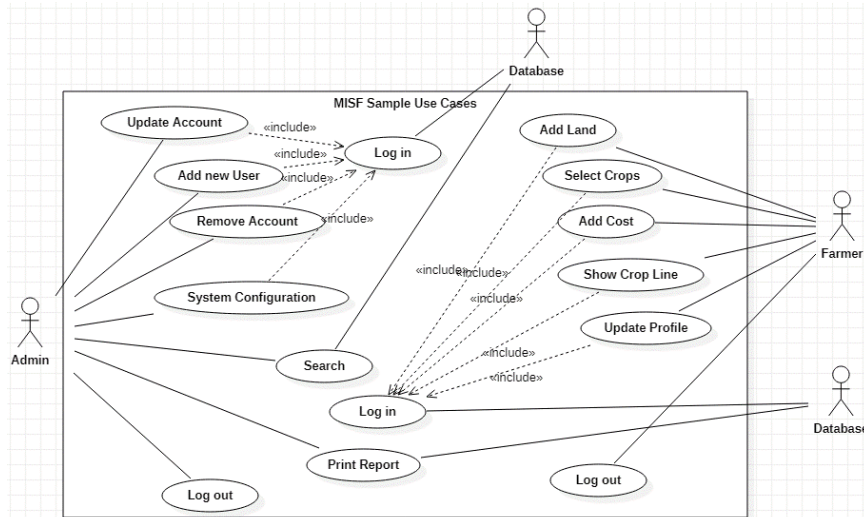 Database
MISF Sample Use Cases
Update Account
«include»
Add Land
Log in
«include»
Add new User
«include»
Select Crops
Remove Account
«include»
Add Cost
Farmer
«include»
«include»
Show Crop Line
System Configuration
«include»
Update Profile
Admin
Search
«include»
«include»
Log in
Database
Print Report
Log out
Log out